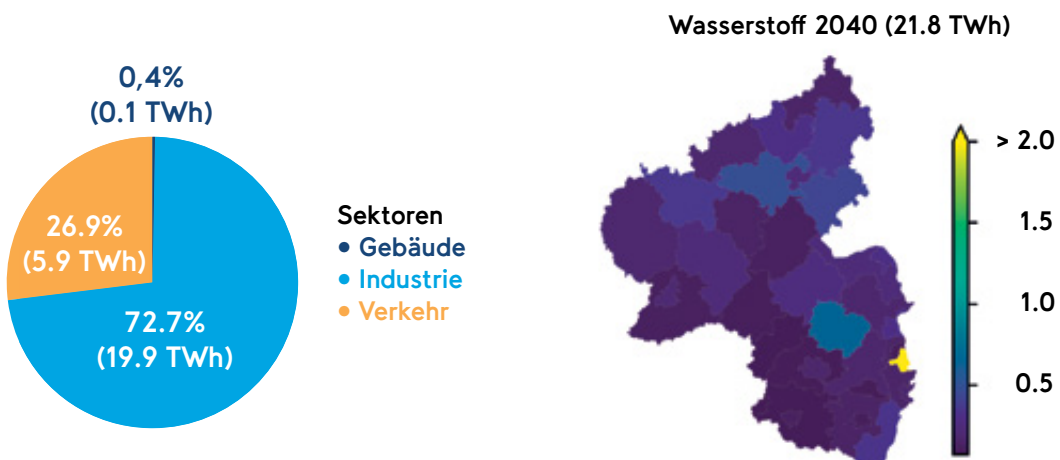 0,4%
(0.1 TWh)
26.9%
(5.9 TWh)
72.7%
(19.9 TWh)
Sektoren
• Gebäude
• Industrie
• Verkehr
Wasserstoff 2040 (21.8 TWh)
> 2.0
1.5
1.0
0.5